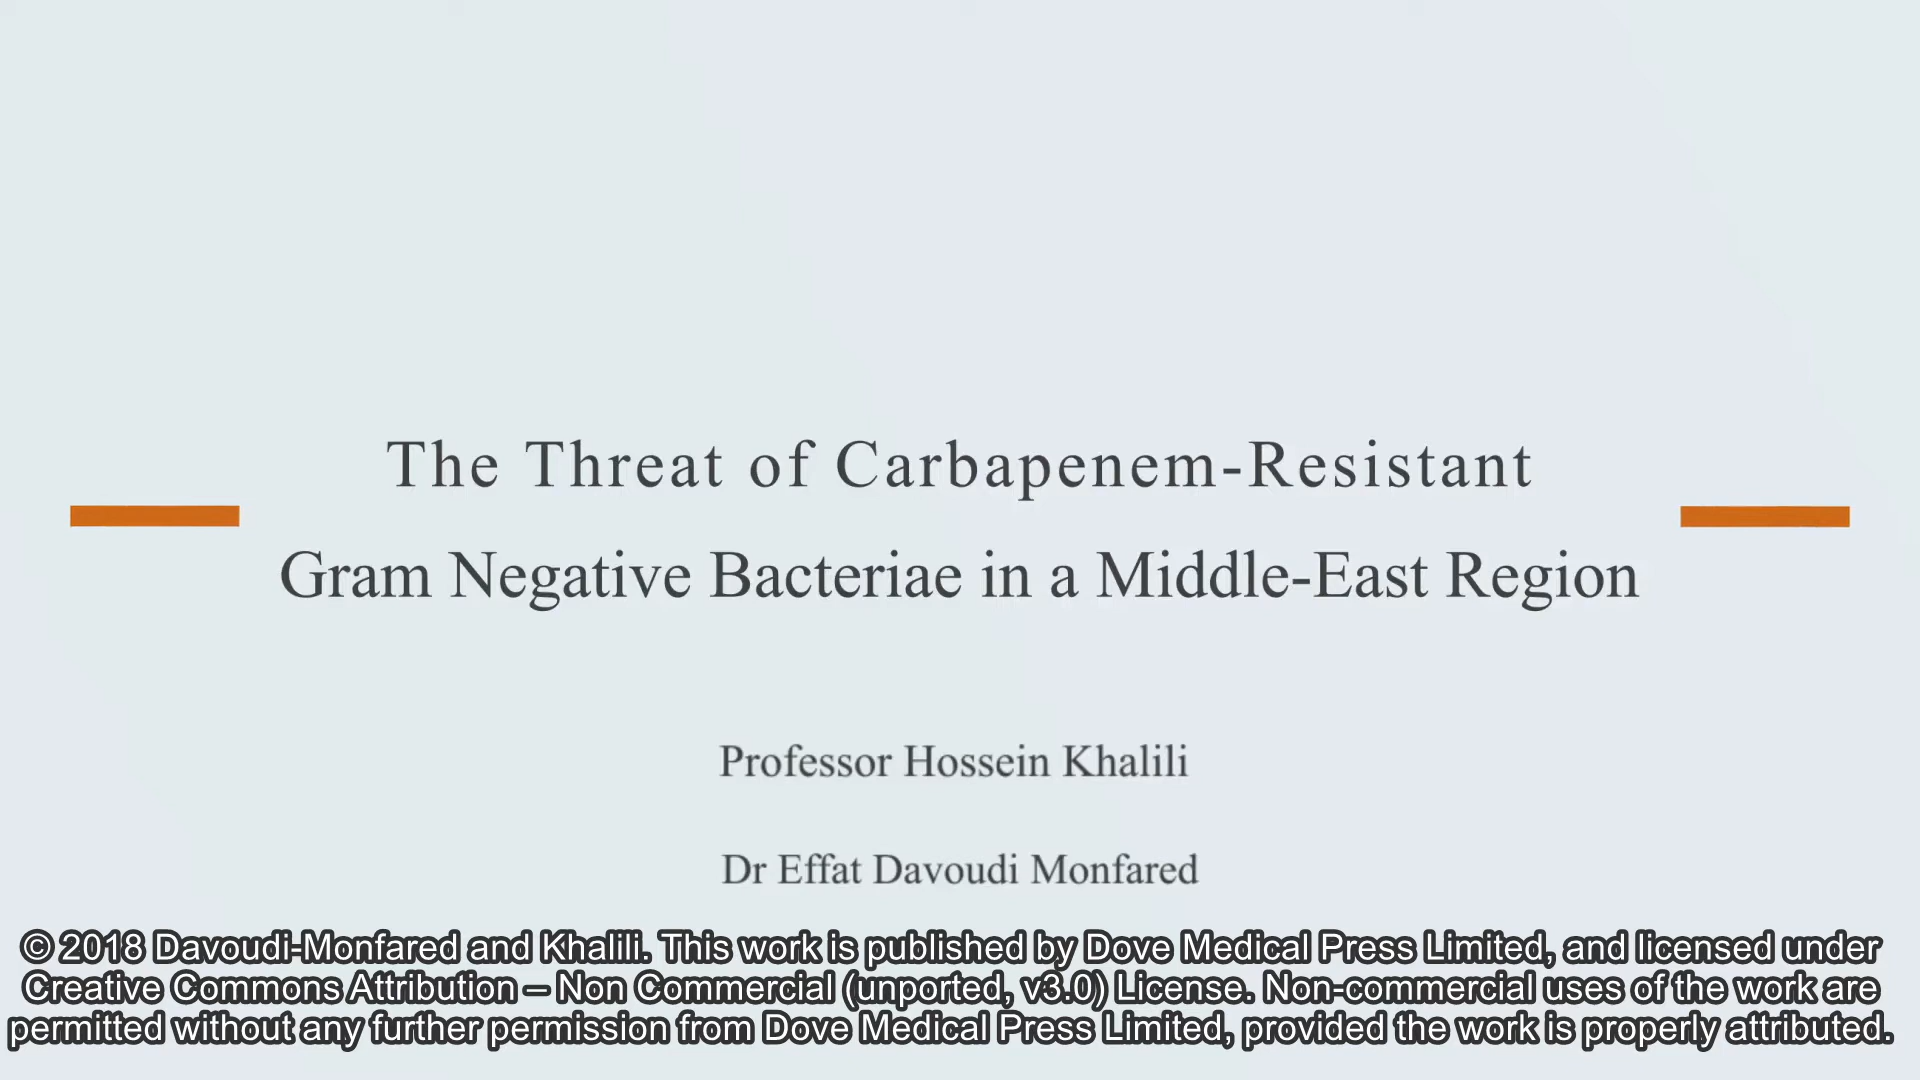 The Threat of Carbapenem-Resistant
Gram Negative Bacteriae in a Middle-East Region
Professor Hossein Khalili
Dr Effat Davoudi Monfared
© 2018 Davoudi-Monfared and Khalili. This work is published by Dove Medical Press Limited, and licensed under
Creative Commons Attribution – Non Commercial (unported, v3.0) License. Non-commercial uses of the work are
permitted without any further permission from Dove Medical Press Limited, provided the work is properly attributed.